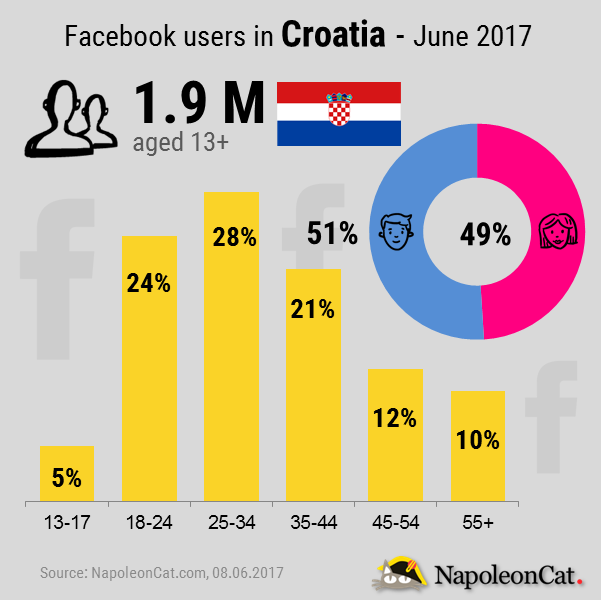 Facebook users in Croatia - June 2017
1.9 M
aged 13+
51%
49%
5%
24%
28%
21%
12%
10%
13-17 18-24 25-34 35-44 45-54 55+
Source: NapoleonCat.com, 08.06.2017
NapoleonCat.